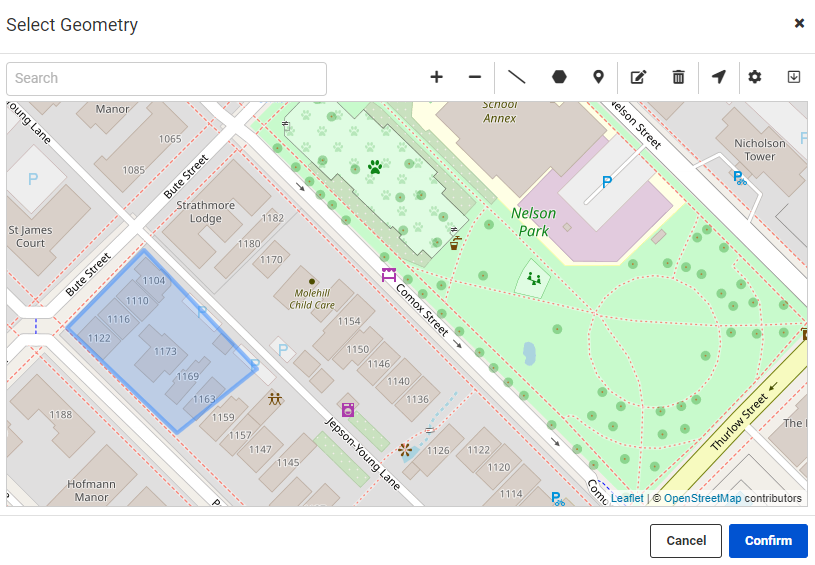 Select Geometry
Search
Young Lane
Manor
1065
1085
Bute Street
School
Annex
Nelson Street
Nicholson
Tower
P
P
P
P
Strathmore
Lodge
1182
1180
1170
St James
Court
Nelson
Park
Bute Street
1104
1110
1116
1122
1173
1169
1163
P
P
P
Molehill
Child Care
Comox Street
1154
1150
1146
1140
1136
1188
1159
1157
1147
1145
Jepson-Young Lane
1126
1122
1120
1114
Thurlow Street
The
Hofmann
Manor
P
P
Como
Leaflet | © OpenStreetMap contributors
Cancel
Confirm